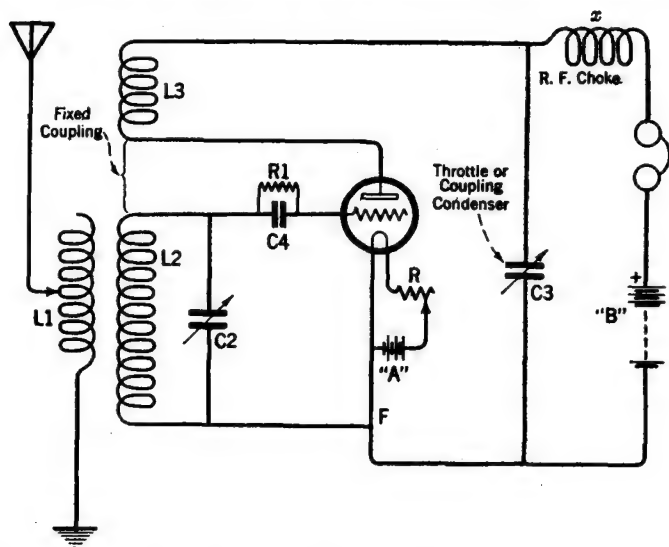 x
R. F. Choke.
L3
Fixed
Coupling
R1
Throttle or
Coupling
Condenser
C4
L2
R
+
L1
C2
C3
"B"
"A"
F